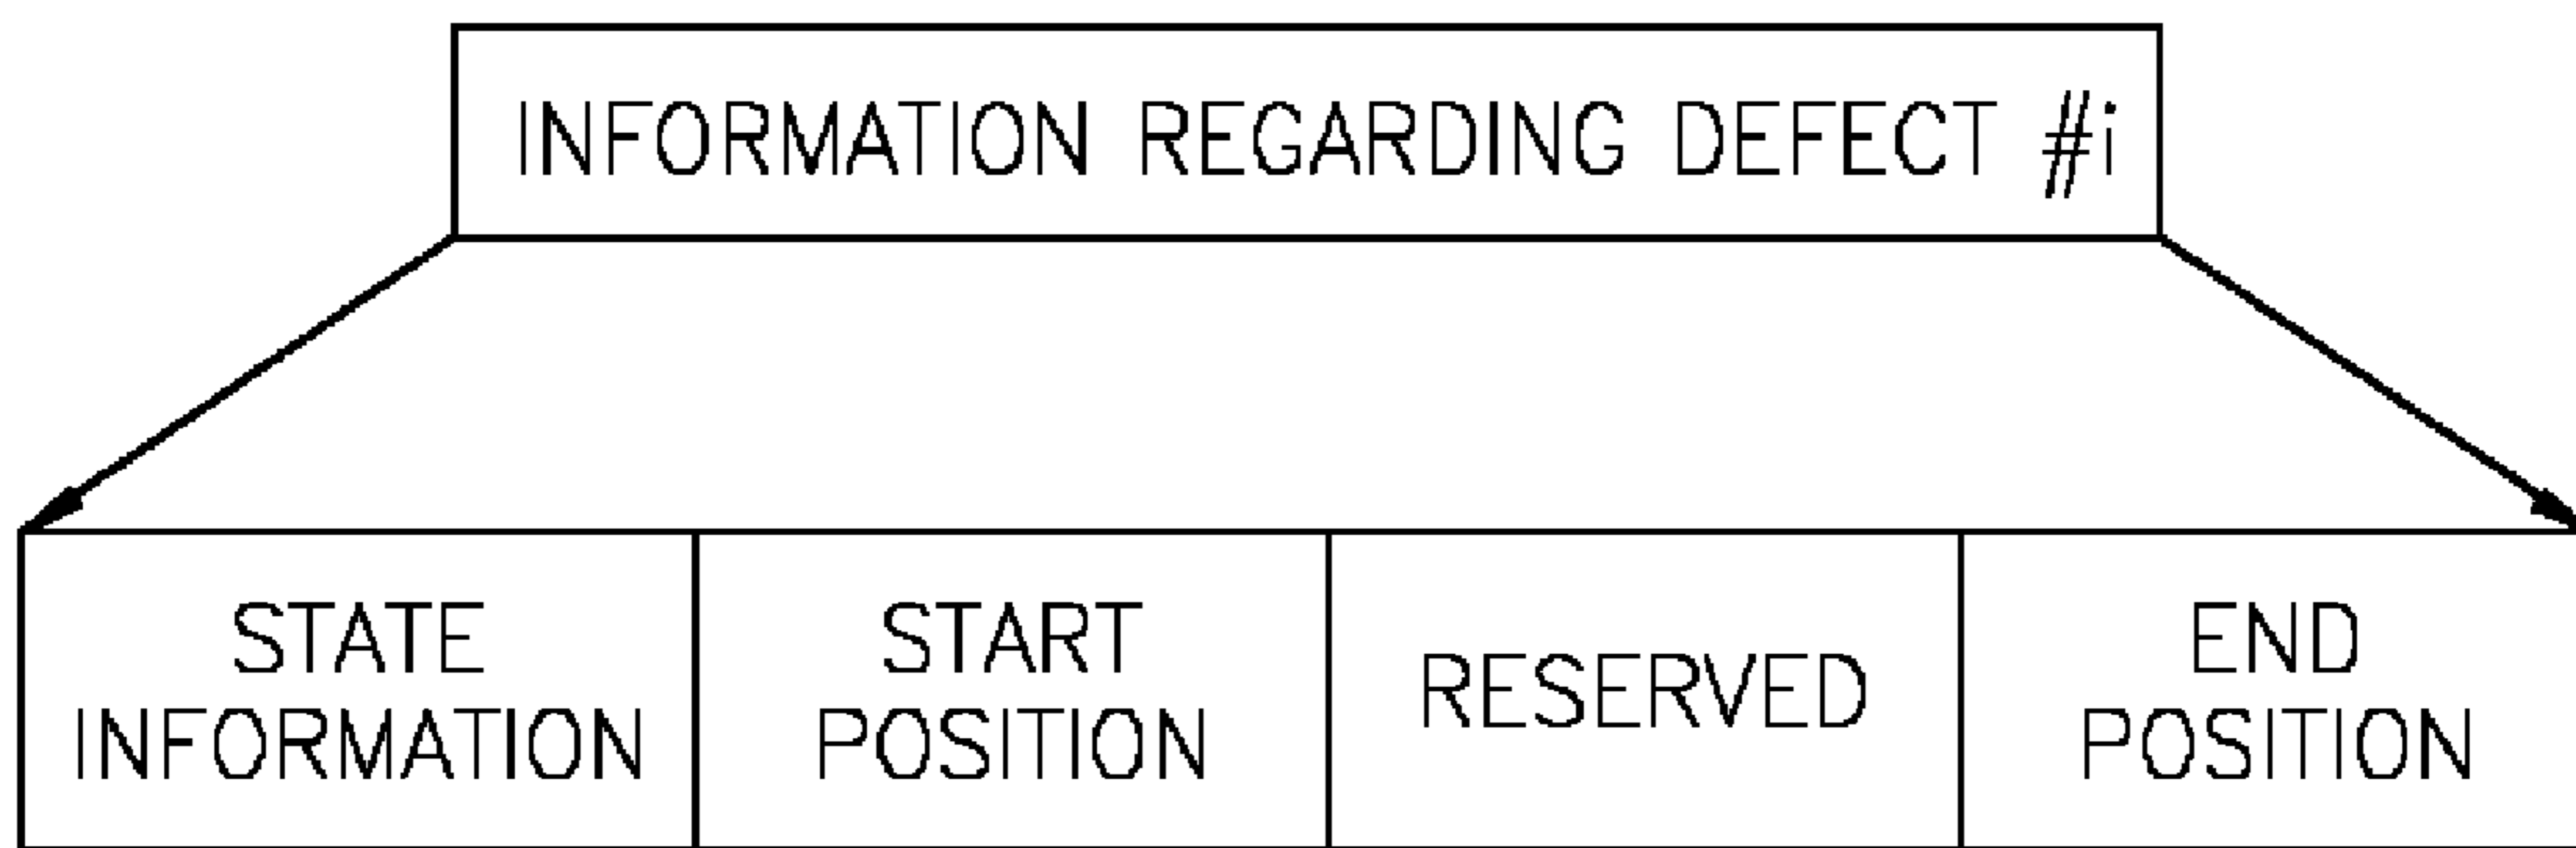 INFORMATION REGARDING DEFECT #i
STATE
INFORMATION
START
POSITION
RESERVED
END
POSITION